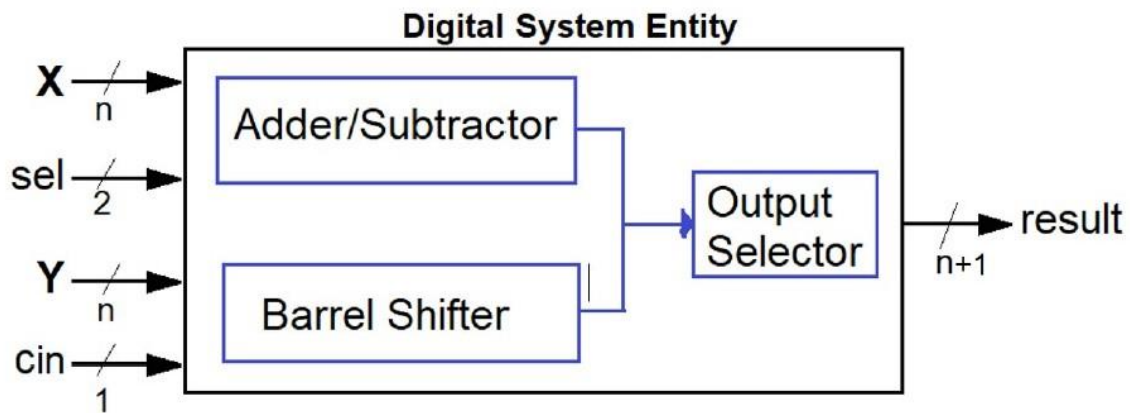 Digital System Entity
X
n
sel
2
Y
n
cin
1
Adder/Subtractor
Barrel Shifter
Output
Selector
result
n+1